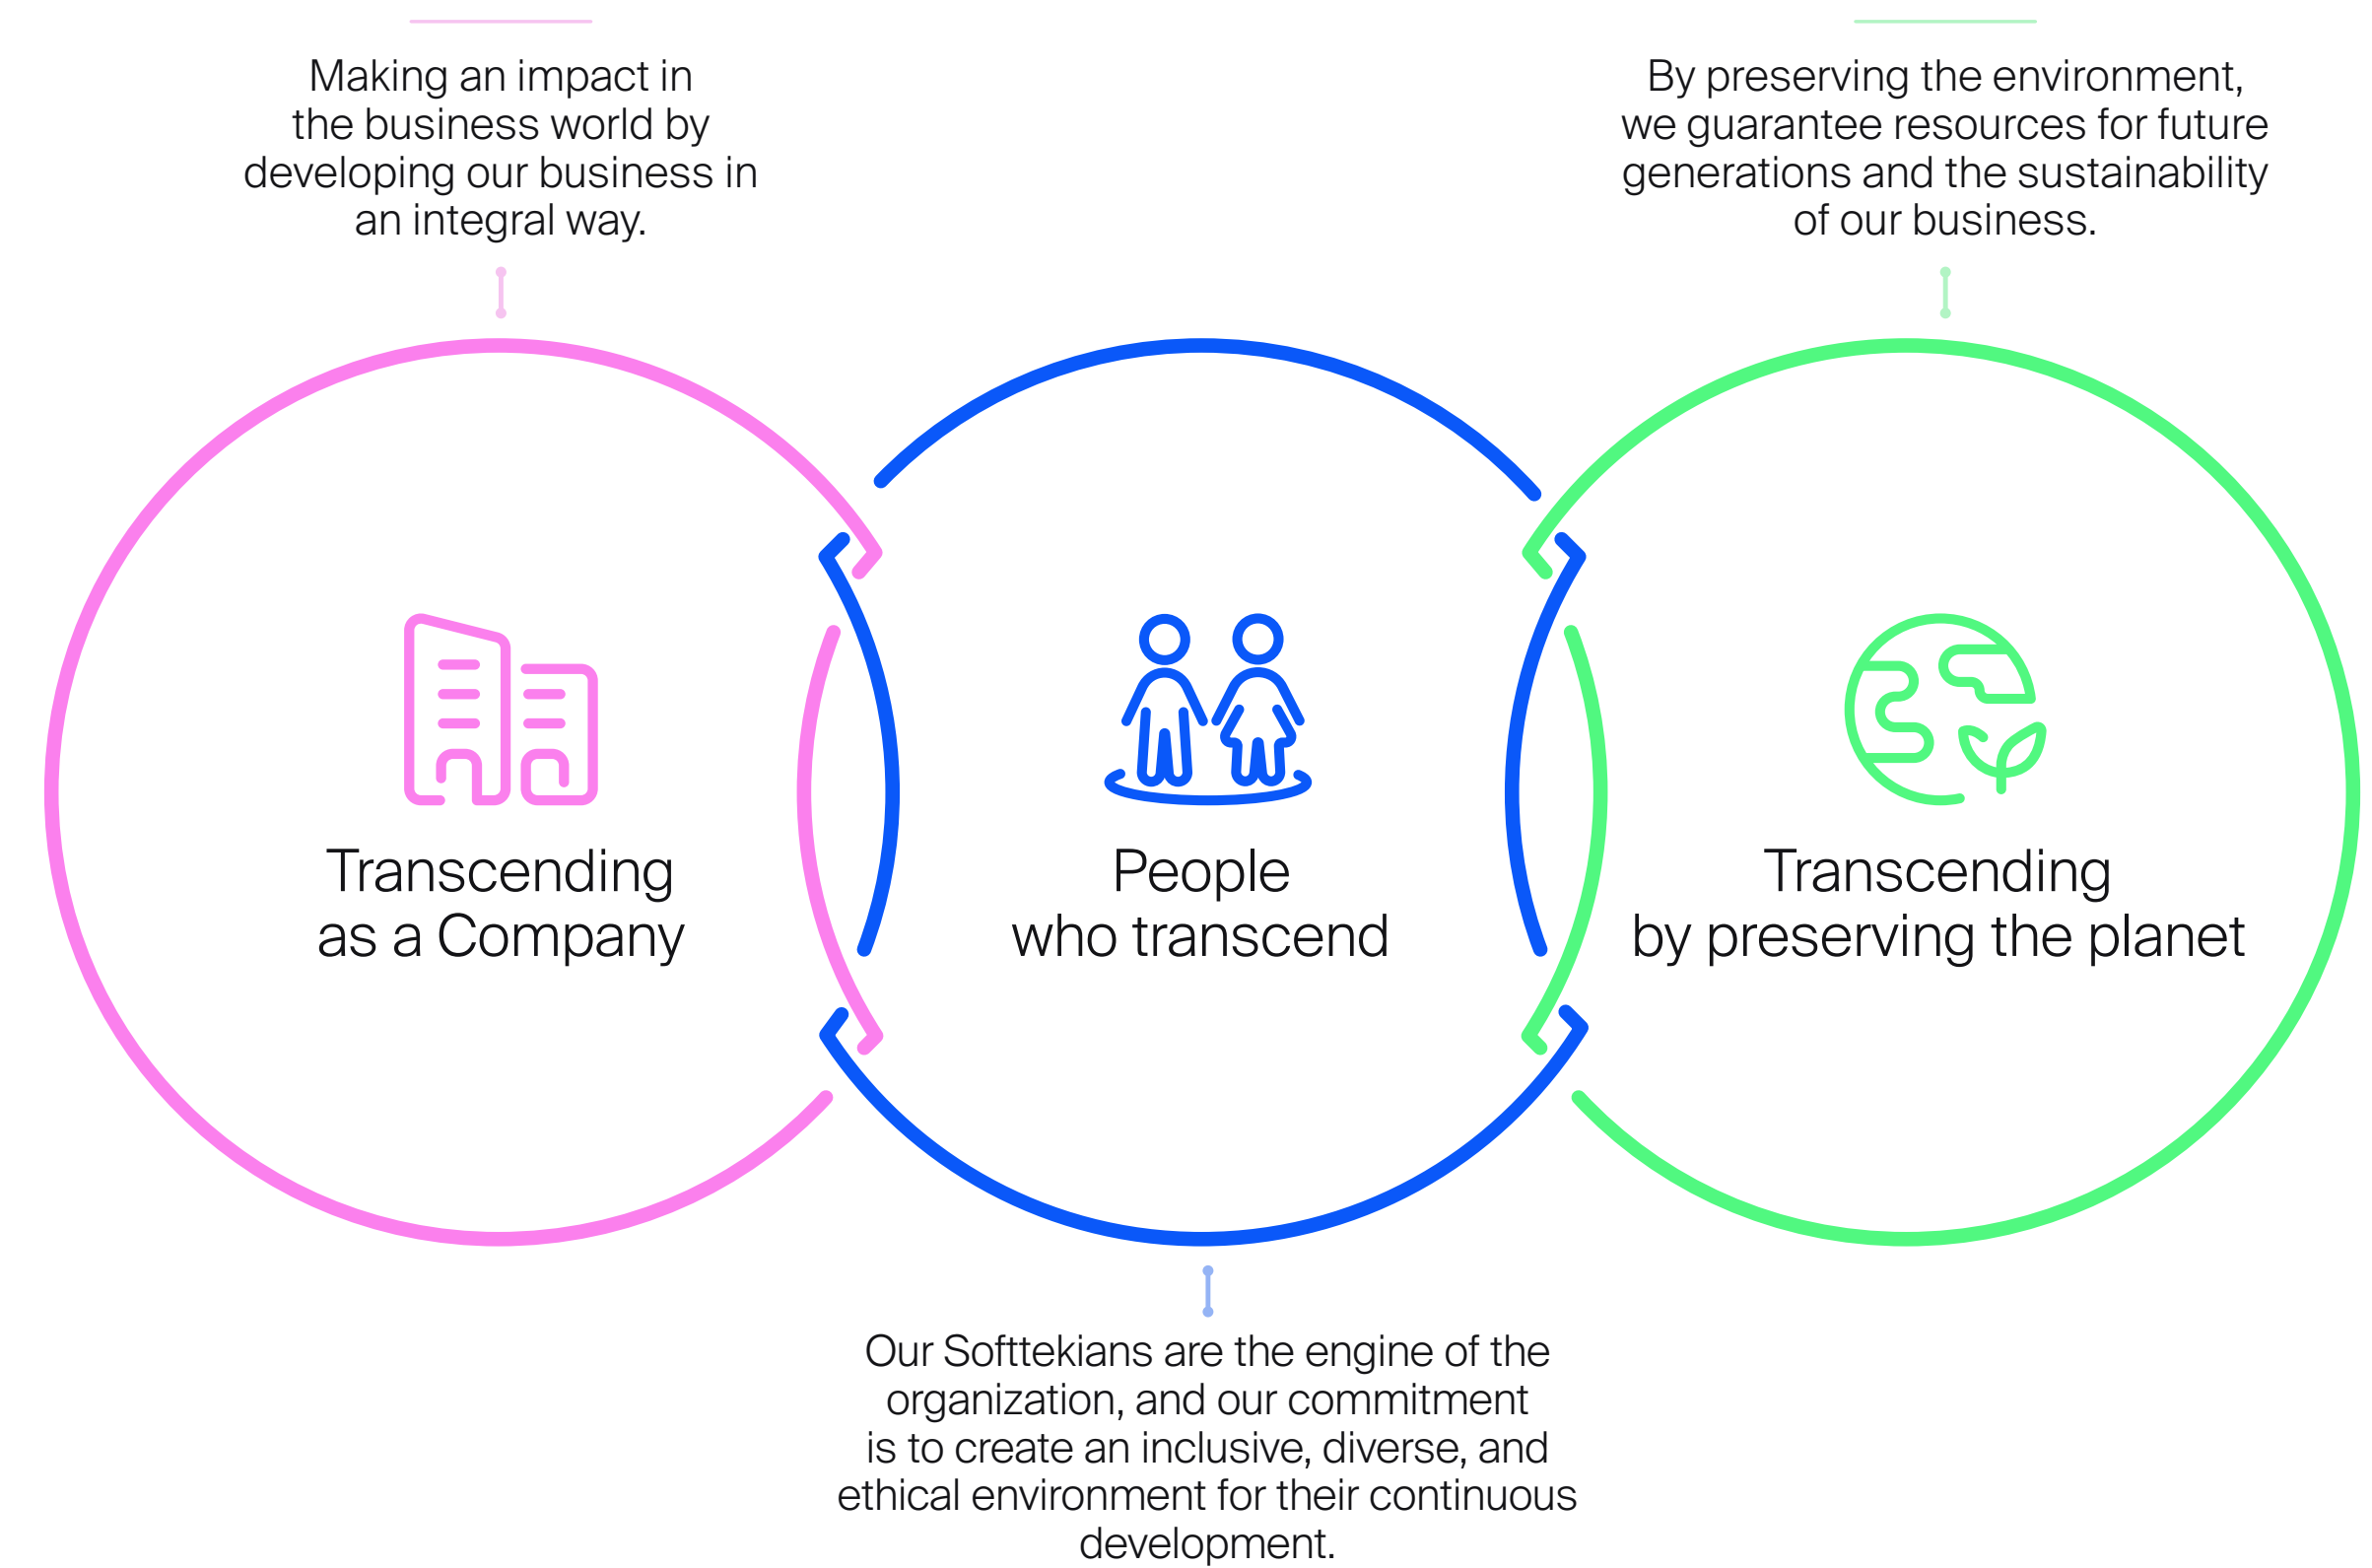 Making an impact in
the business world by
developing our business in
an integral way.
By preserving the environment,
we guarantee resources for future
generations and the sustainability
of our business.
Transcending
as a Company
People
who transcend
Transcending
by preserving the planet
Our Softtekians are the engine of the
organization, and our commitment
is to create an inclusive, diverse, and
ethical environment for their continuous
development.